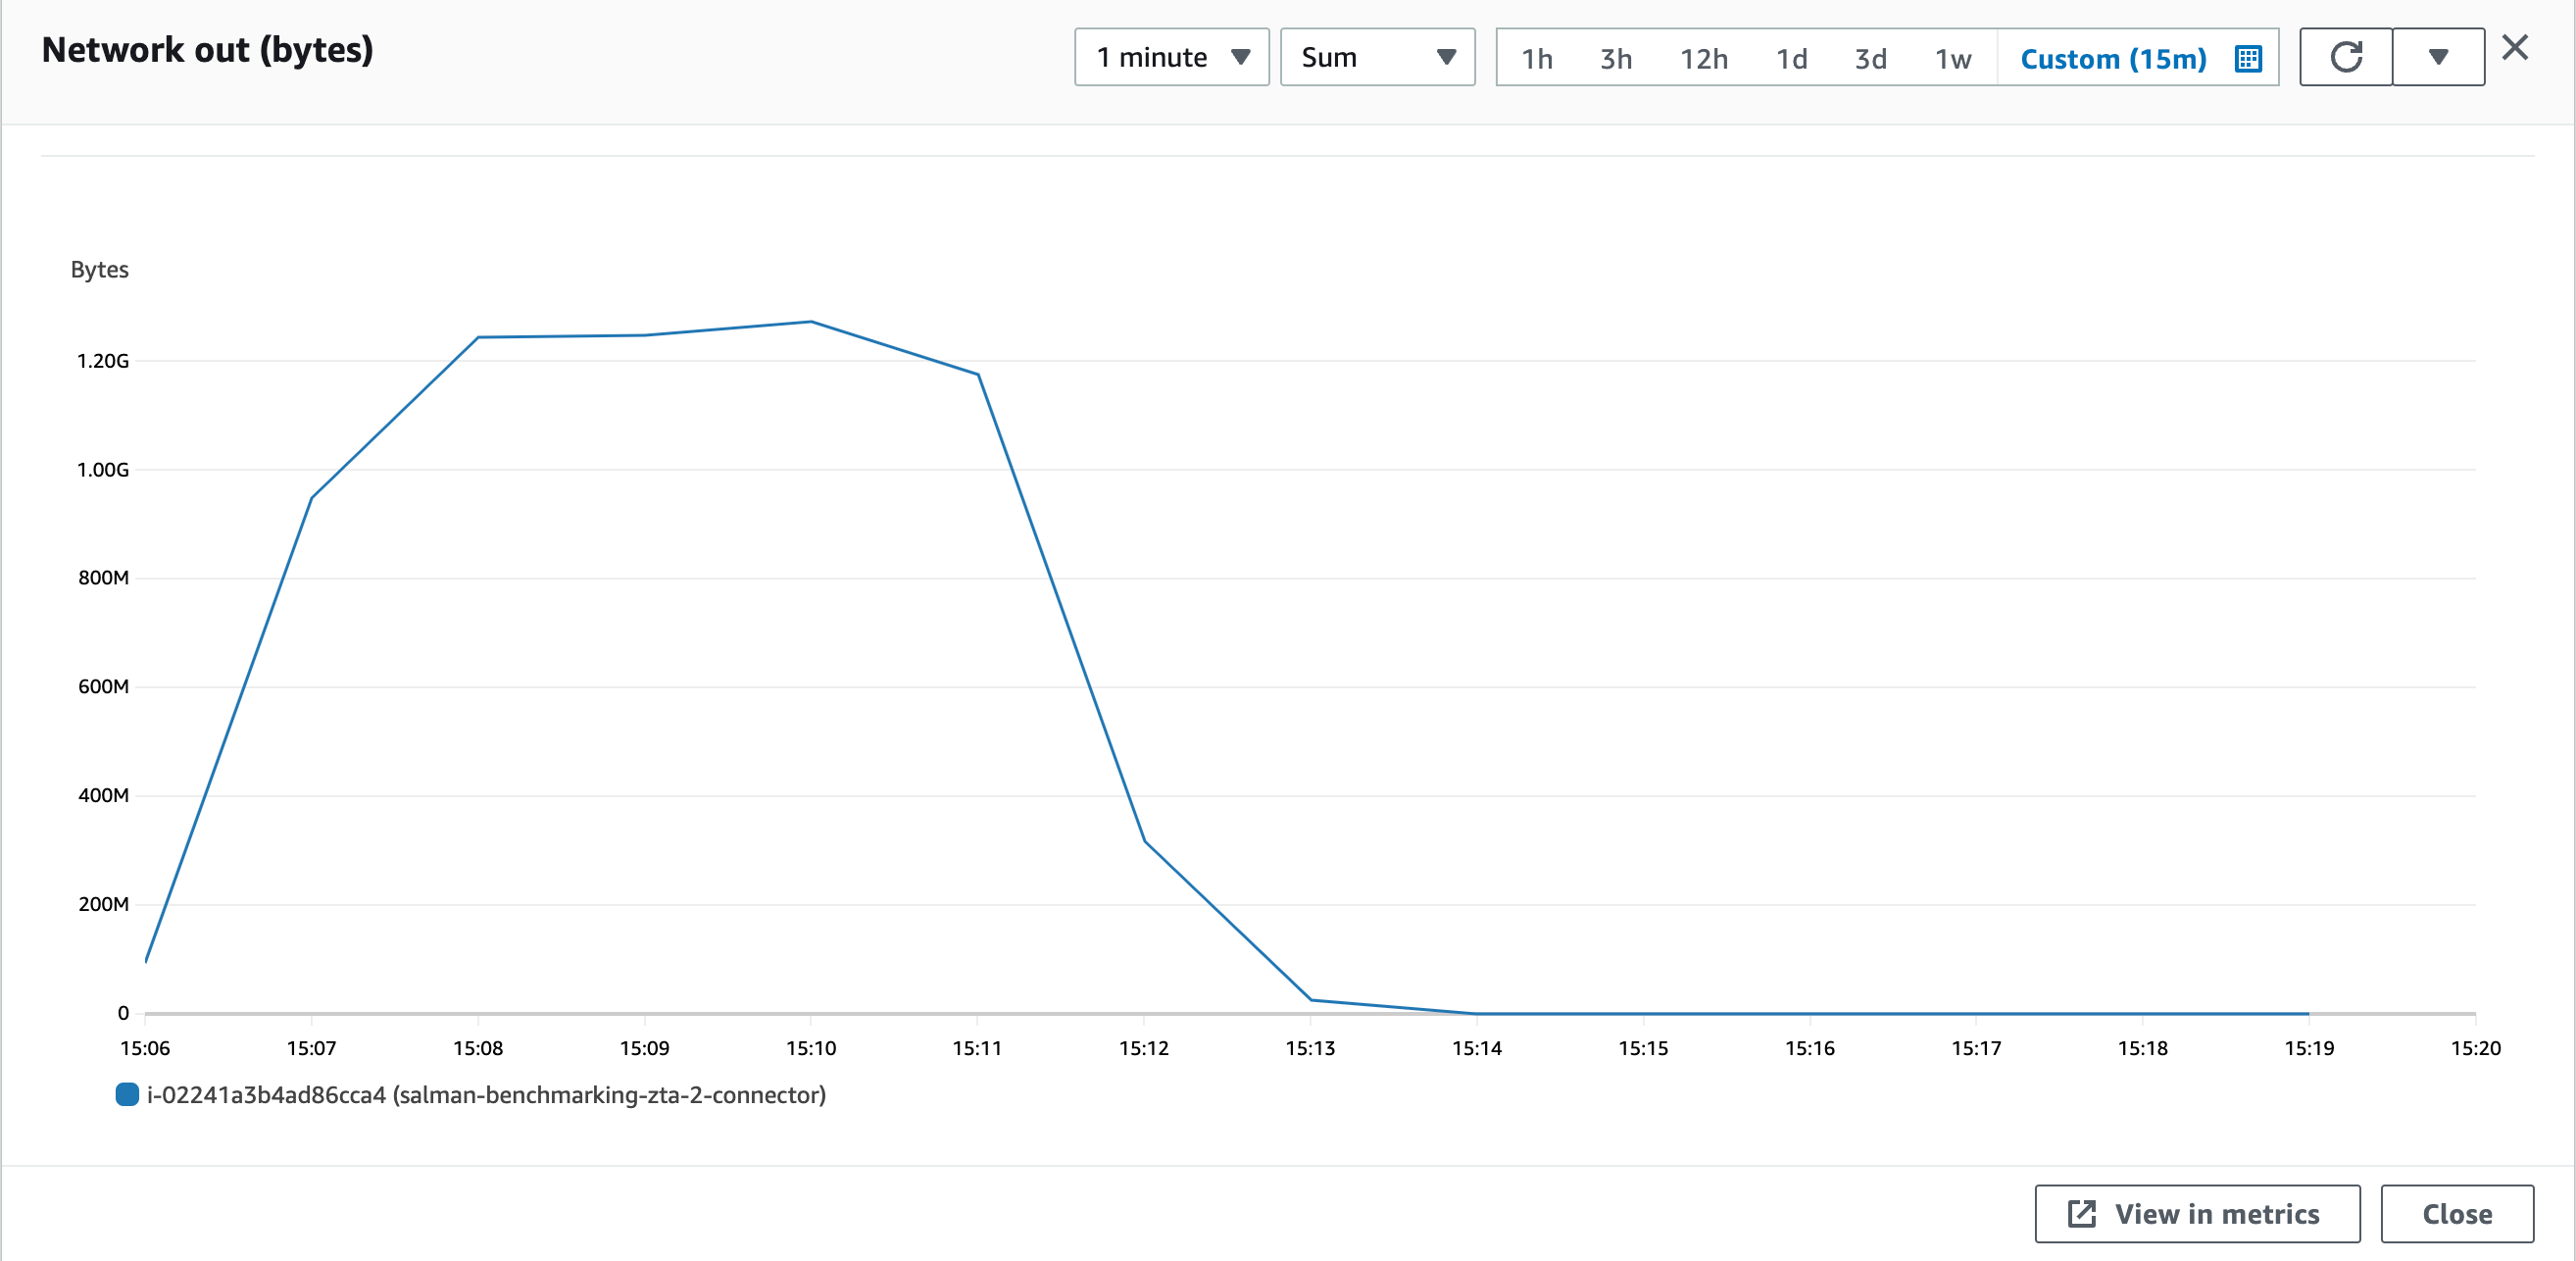 Network out (bytes)
1 minute
Sum
1h 3h 12h 1d 3d 1w Custom (15m)
Bytes
1.20G
1.00G
800M
600M
400M
200M
0
15:06 15:07 15:08 15:09 15:10 15:11 15:12 15:13 15:14 15:15 15:16 15:17 15:18 15:19 15:20
i-02241a3b4ad86cca4 (salman-benchmarking-zta-2-connector)
View in metrics
Close